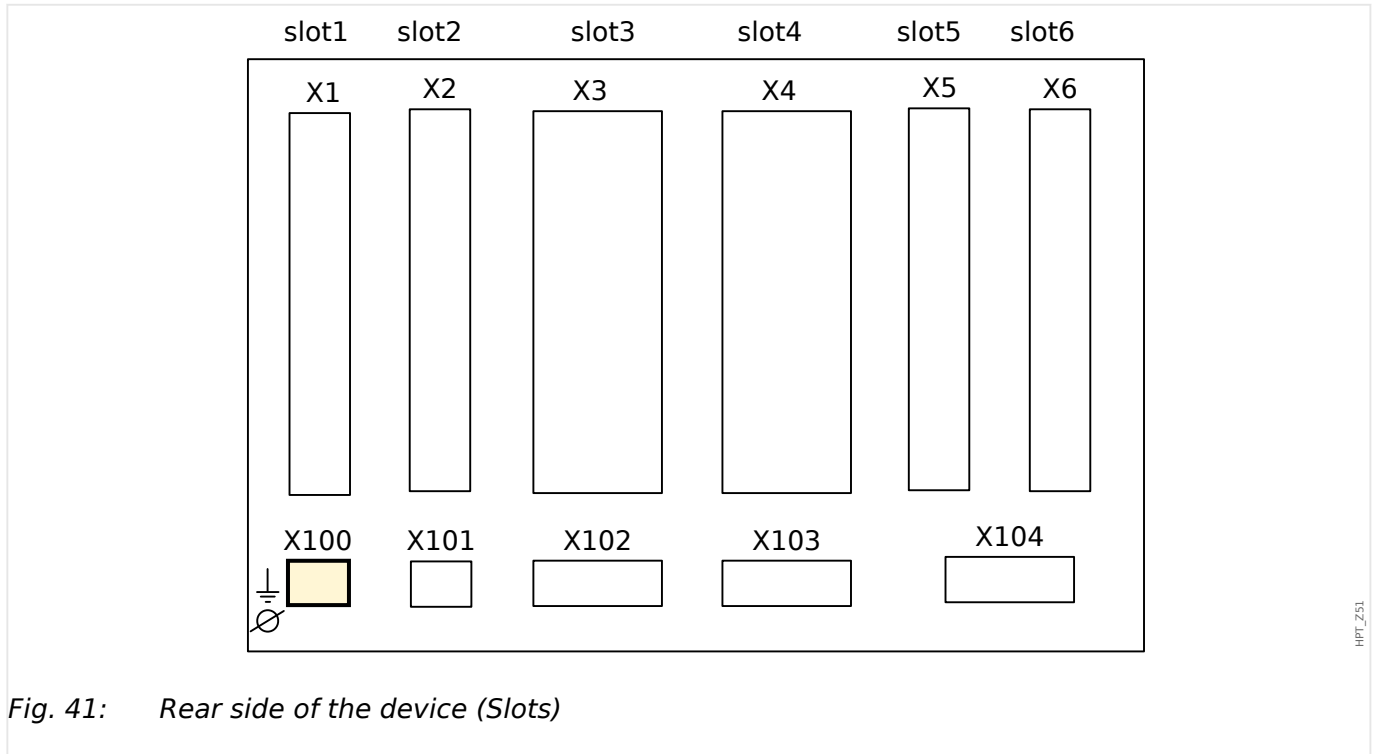 slot1 slot2 slot3 slot4 slot5 slot6
X1 X2 X3 X4 X5 X6
X100 X101 X102 X103 X104
HPT_Z51
Fig. 41: Rear side of the device (Slots)